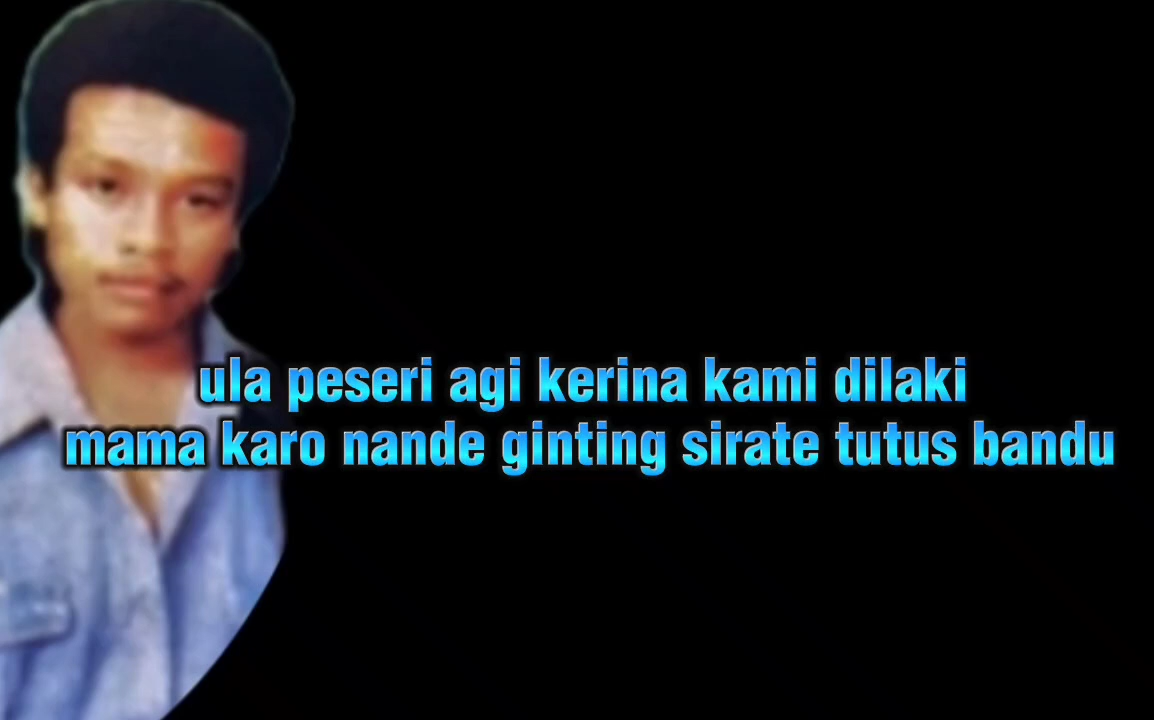 ula peseri agi kerina kami dilaki
mama karo nande ginting sirate tutus bandu